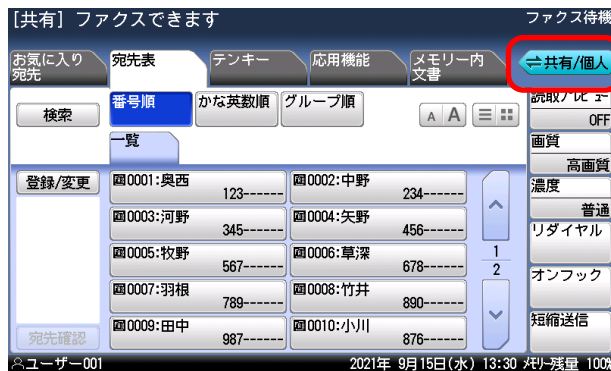 [共有] ファクスできます
ファクス待機
お気に入り
宛先
宛先表
テンキー
応用機能
メモリー内
文書
⇌共有/個人
検索
番号順
かな英数順
グループ順
A A
読取プレビュー
OFF
一覧
画質
高画質
登録/変更
0001:奥西
123------
0002:中野
234------
濃度
普通
0003:河野
345------
0004:矢野
456------
リダイヤル
0005:牧野
567------
0006:草深
678------
1
2
オンフック
0007:羽根
789------
0008:竹井
890------
0009:田中
987------
0010:小川
876------
短縮送信
宛先確認
ユーザー001
2021年 9月15日(水) 13:30 メモリー残量 100%